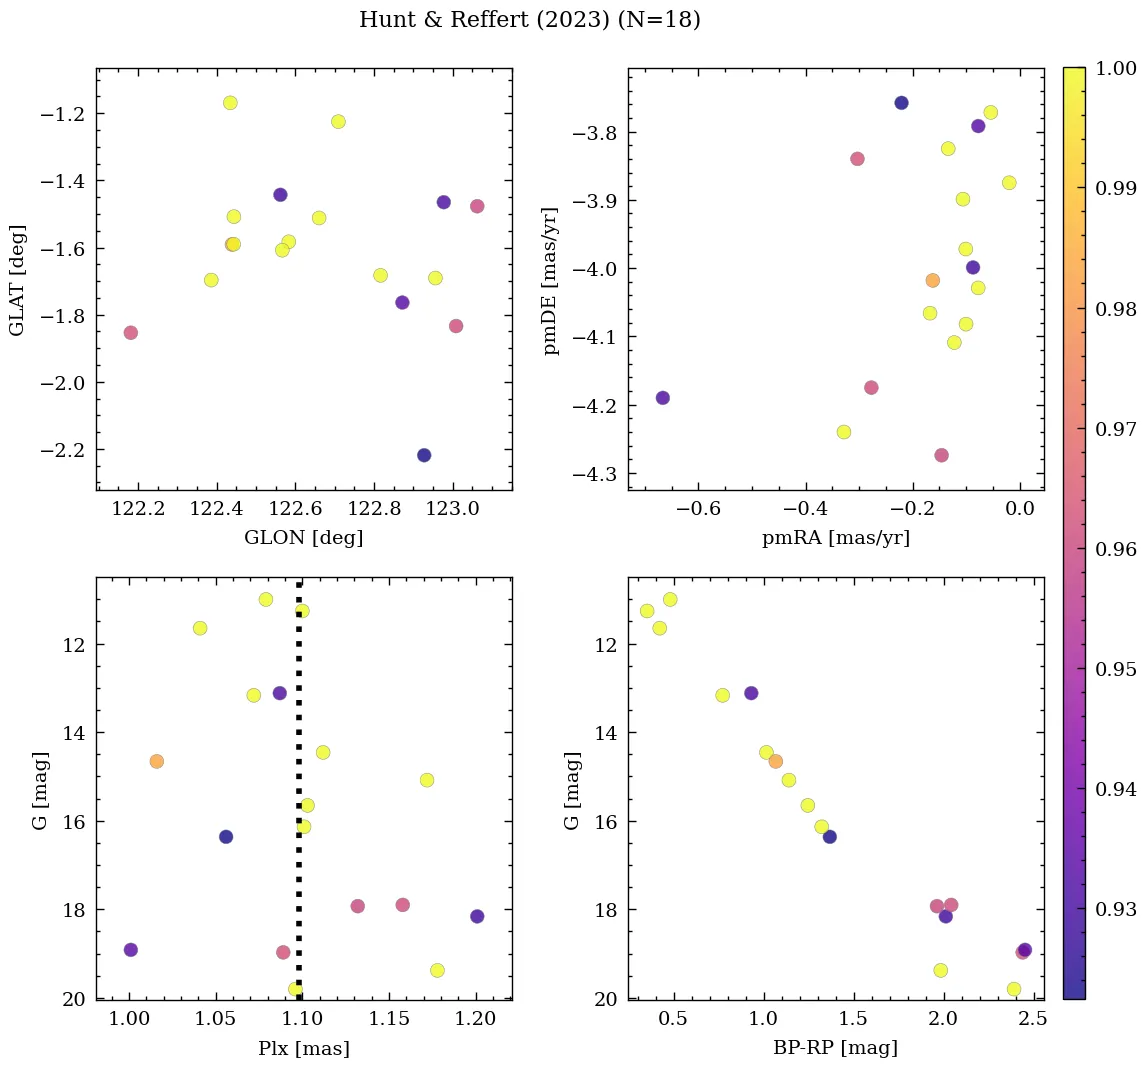 Hunt & Reffert (2023) (N=18)
−1.2
−1.4
−1.6
−1.8
−2.0
−2.2
GLAT [deg]
122.2 122.4 122.6 122.8 123.0
GLON [deg]
−3.8
−3.9
−4.0
−4.1
−4.2
−4.3
pmDE [mas/yr]
−0.6 −0.4 −0.2 0.0
pmRA [mas/yr]
12
14
16
18
20
G [mag]
1.00 1.05 1.10 1.15 1.20
Plx [mas]
12
14
16
18
20
G [mag]
0.5 1.0 1.5 2.0 2.5
BP-RP [mag]
1.00
0.99
0.98
0.97
0.96
0.95
0.94
0.93